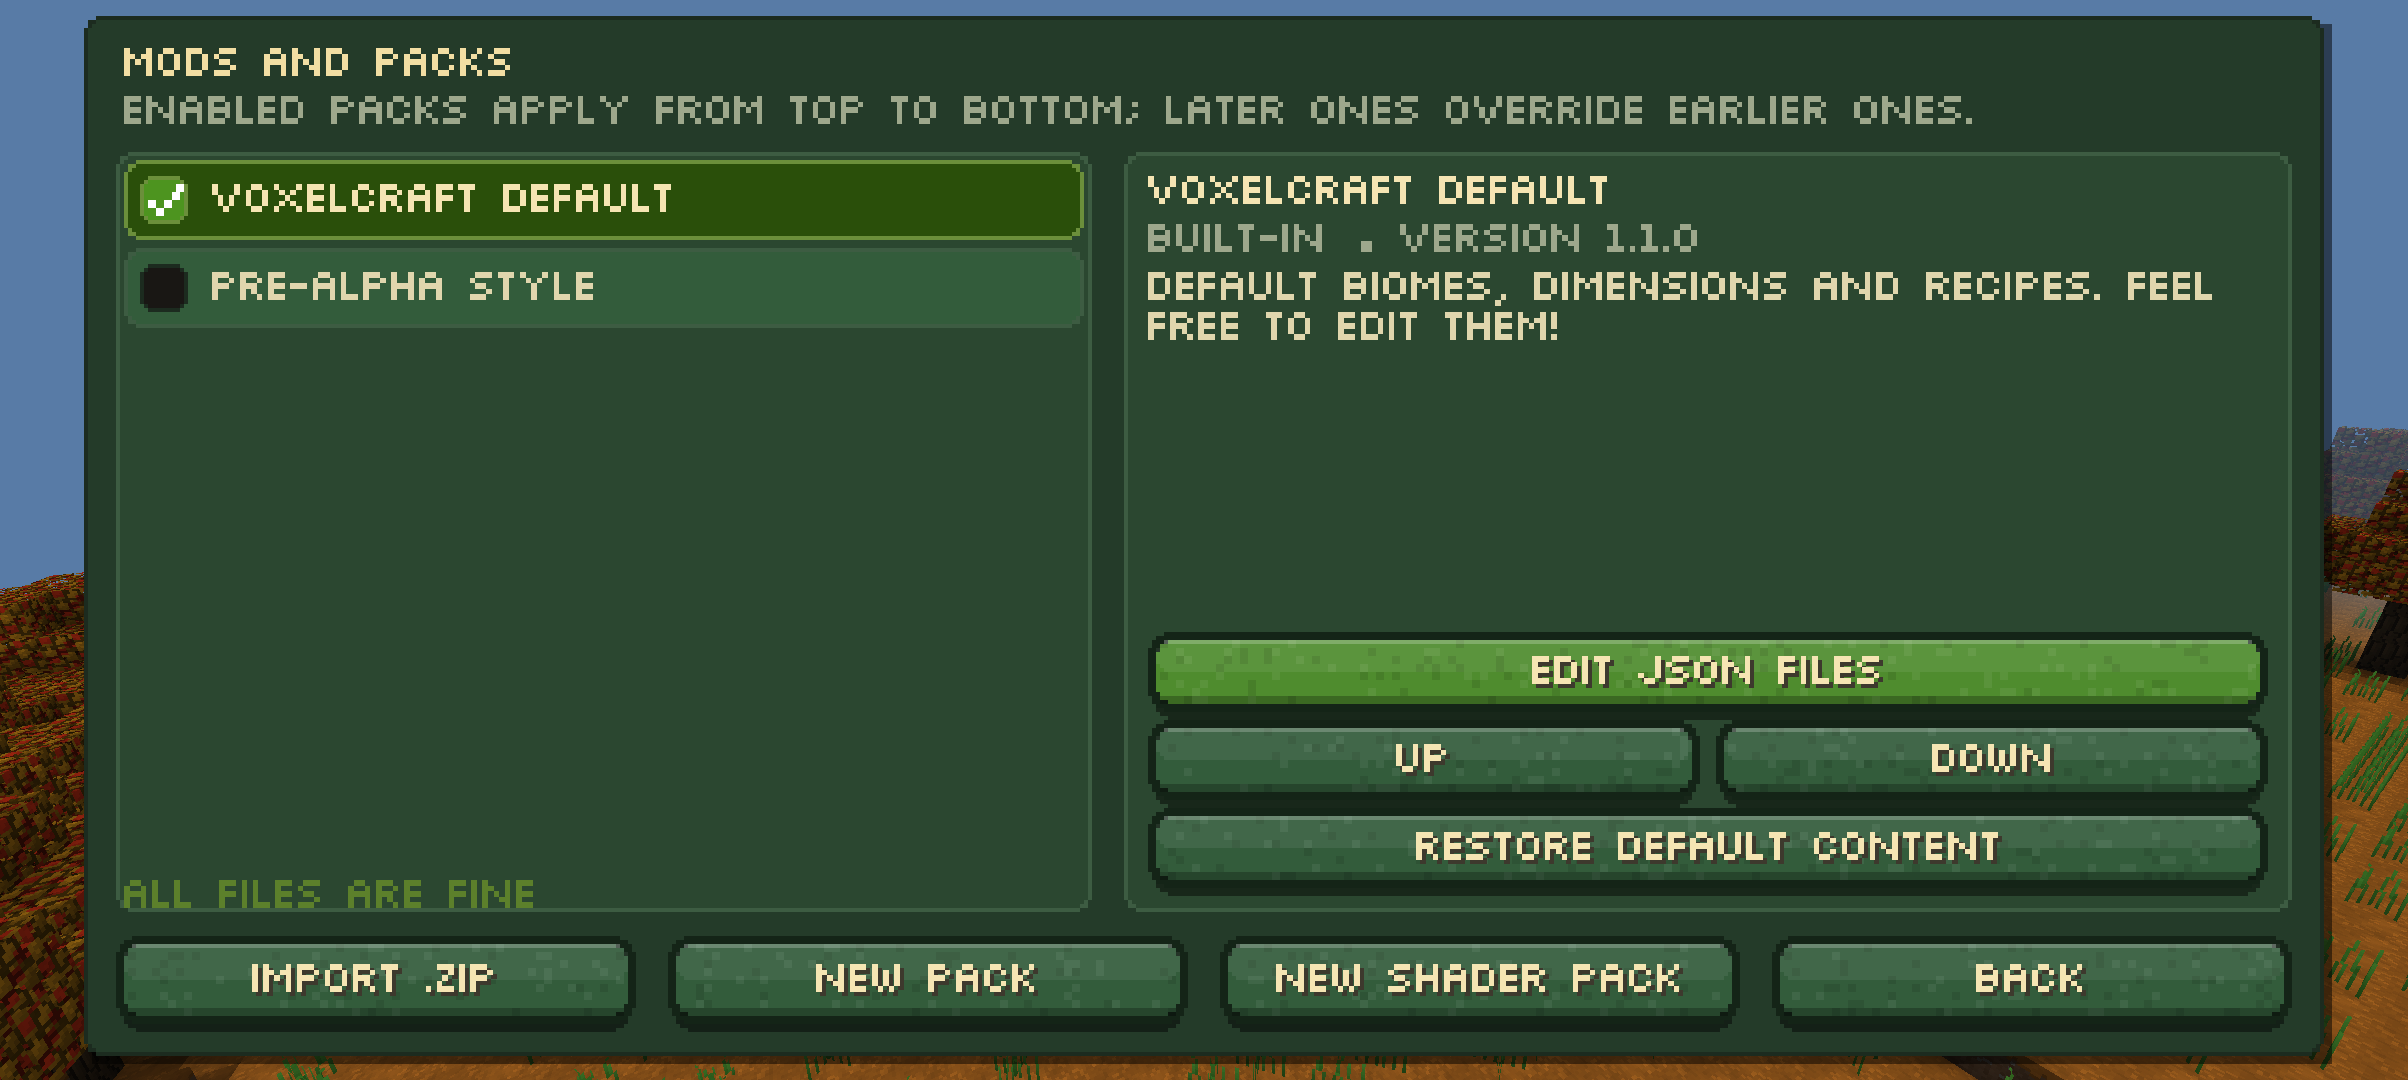 MODS AND PACKS
ENABLED PACKS APPLY FROM TOP TO BOTTOM; LATER ONES OVERRIDE EARLIER ONES.
VOXELCRAFT DEFAULT
PRE-ALPHA STYLE
ALL FILES ARE FINE
VOXELCRAFT DEFAULT
BUILT-IN . VERSION 1.1.0
DEFAULT BIOMES, DIMENSIONS AND RECIPES. FEEL
FREE TO EDIT THEM!
EDIT JSON FILES
UP
DOWN
RESTORE DEFAULT CONTENT
IMPORT .ZIP
NEW PACK
NEW SHADER PACK
BACK